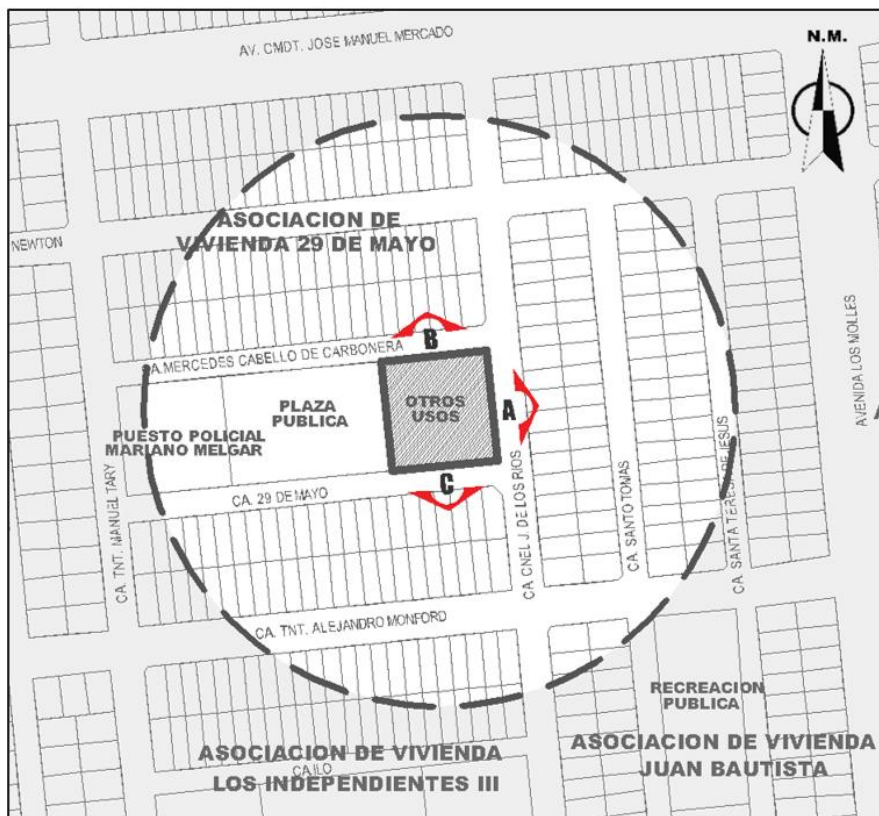 AV. CMDT. JOSE MANUEL MERCADO
N.M.
ASOCIACION DE
VIVIENDA 29 DE MAYO
NEWTON
B
A.MERCEDES CABELLO DE CARBONERA
OTROS
USOS
A
PLAZA
PUBLICA
PUESTO POLICIAL
MARIANO MELGAR
C
CA. 29 DE MAYO
CA. TNT. MANUEL TARY
CA. CNEL J. DE LOS RIOS
CA. SANTO TOMAS
CA. SANTA TERESA DE JESUS
AVENIDA LOS MOLLES
CA. TNT. ALEJANDRO MONFORD
RECREACION
PUBLICA
ASOCIACION DE VIVIENDA
LOS INDEPENDIENTES III
CA.ILO
ASOCIACION DE VIVIENDA
JUAN BAUTISTA